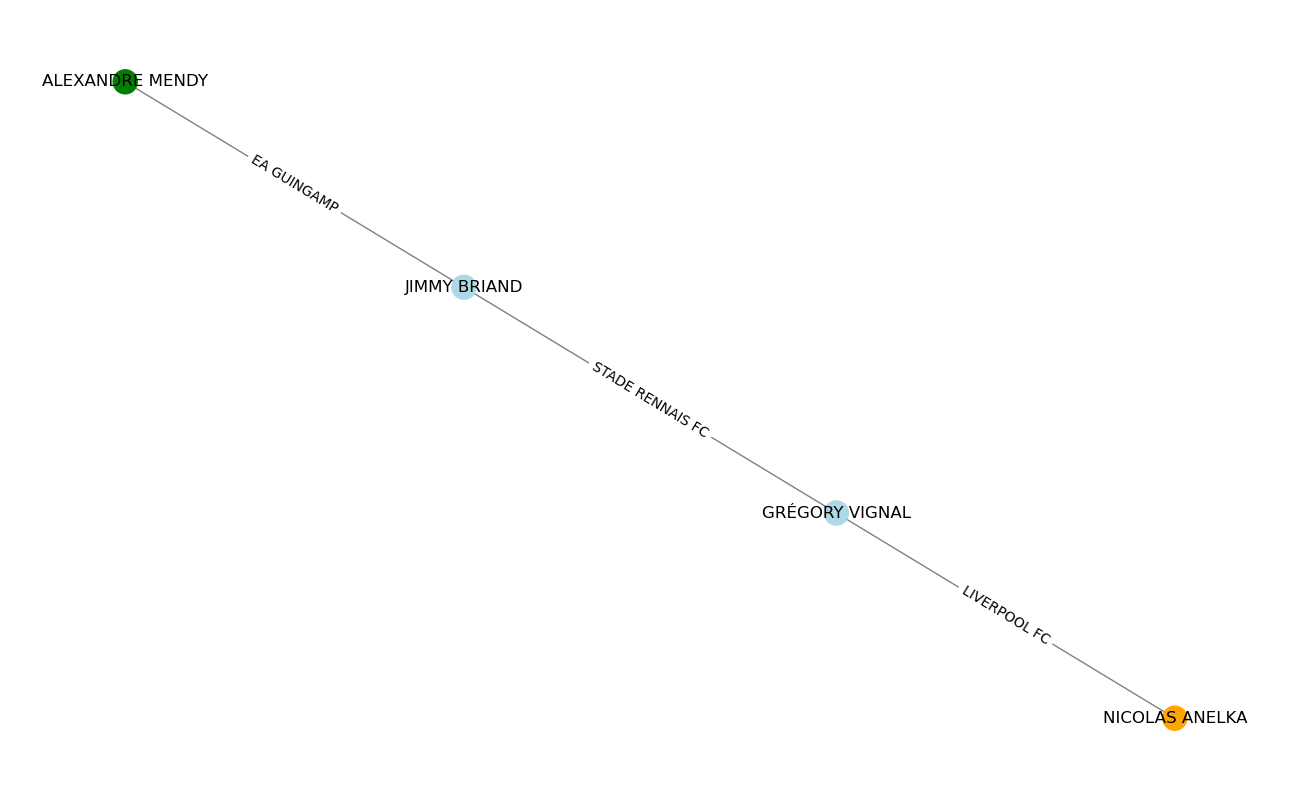 ALEXANDRE MENDY
EA GUINGAMP
JIMMY BRIAND
STADE RENNAIS FC
GRÉGORY VIGNAL
LIVERPOOL FC
NICOLAS ANELKA